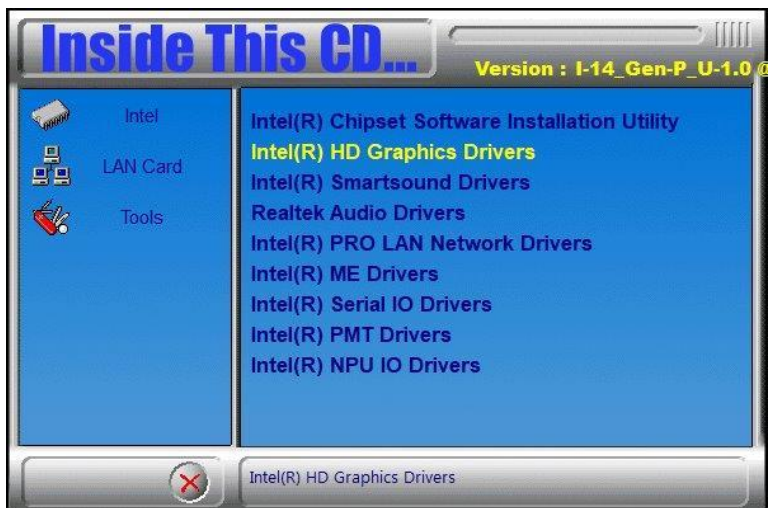 Inside This CD...
Version : I-14_Gen-P_U-1.0 @
Intel
LAN Card
Tools
Intel(R) Chipset Software Installation Utility
Intel(R) HD Graphics Drivers
Intel(R) Smartsound Drivers
Realtek Audio Drivers
Intel(R) PRO LAN Network Drivers
Intel(R) ME Drivers
Intel(R) Serial IO Drivers
Intel(R) PMT Drivers
Intel(R) NPU IO Drivers
Intel(R) HD Graphics Drivers